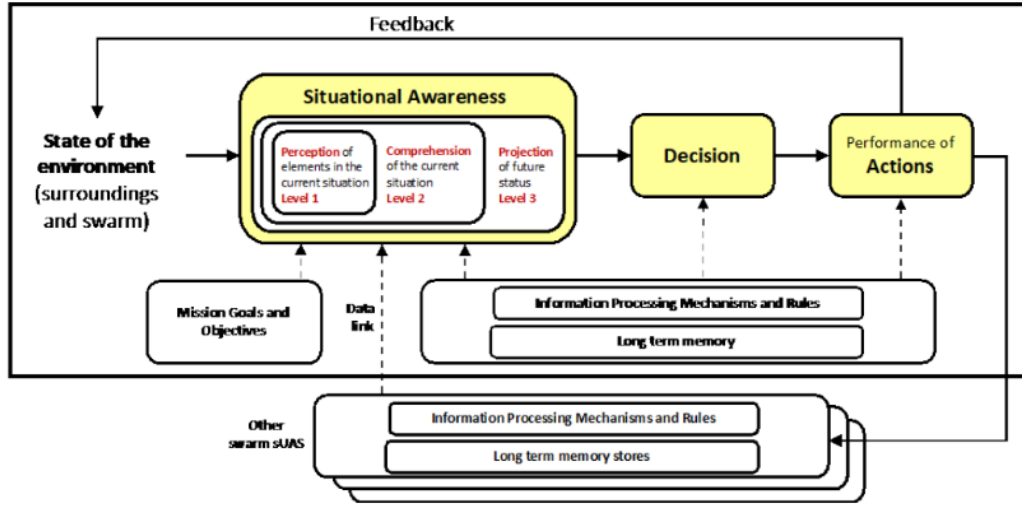 Feedback
Situational Awareness
State of the
environment
(surroundings
and swarm)
Perception of
elements in the
current situation
Level 1
Comprehension
of the current
situation
Level 2
Projection
of future
status
Level 3
Decision
Performance of
Actions
Mission Goals and
Objectives
Data
link
Information Processing Mechanisms and Rules
Long term memory
Other
swarm sUAS
Information Processing Mechanisms and Rules
Long term memory stores